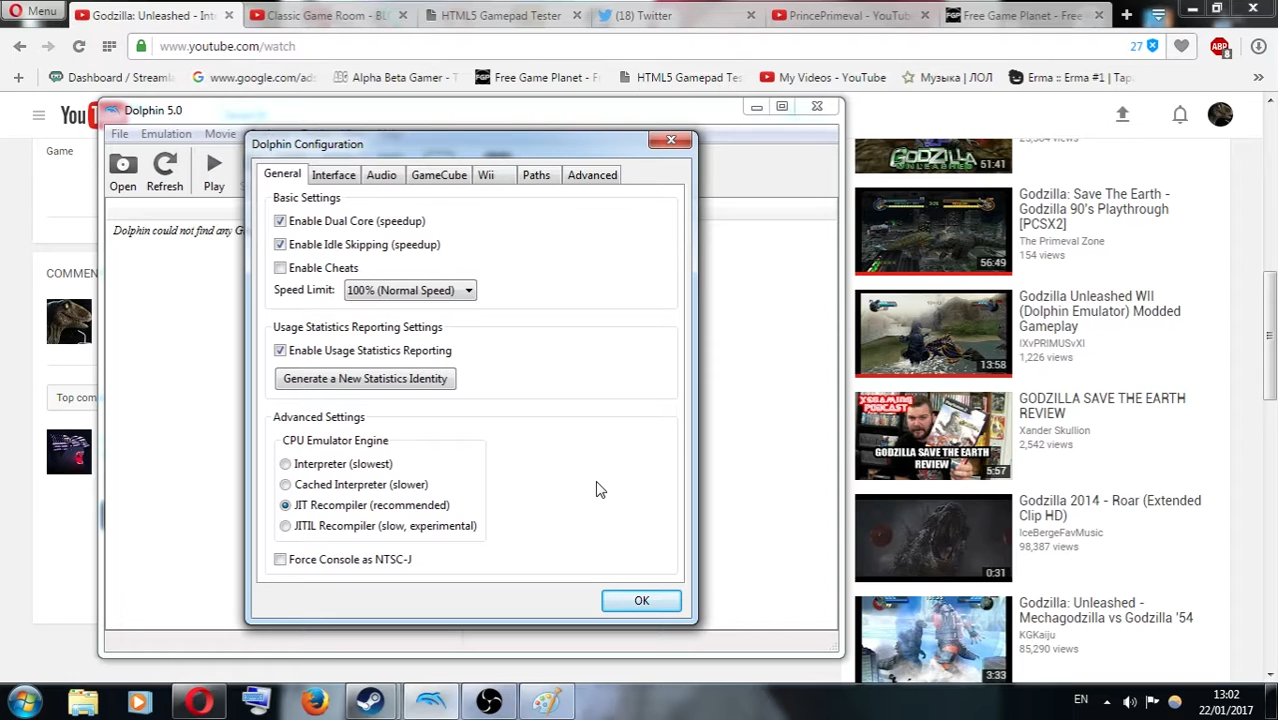 Menu
Godzilla: Unleashed - Int
Classic Game Room - BL
HTML5 Gamepad Tester
(18) Twitter
PrincePrimeval - YouTub
Free Game Planet - Free
www.youtube.com/watch
27
ABP
8
Dashboard / Streamla
www.google.com/ads
Alpha Beta Gamer - T
Free Game Planet - F
HTML5 Gamepad Tes
My Videos - YouTube
Музыка | ЛОЛ
Erma :: Erma #1 | Тар
You
Game
COMMEN
Top com
Dolphin 5.0
File
Emulation
Movie
Open
Refresh
Play
Dolphin could not find any G
Dolphin Configuration
General
Interface
Audio
GameCube
Wii
Paths
Advanced
Basic Settings
Enable Dual Core (speedup)
Enable Idle Skipping (speedup)
Enable Cheats
Speed Limit:
100% (Normal Speed)
Usage Statistics Reporting Settings
Enable Usage Statistics Reporting
Generate a New Statistics Identity
Advanced Settings
CPU Emulator Engine
Interpreter (slowest)
Cached Interpreter (slower)
JIT Recompiler (recommended)
JITIL Recompiler (slow, experimental)
Force Console as NTSC-J
OK
GODZILLA
UNLEASHED
51:41
Godzilla: Save The Earth -
Godzilla 90's Playthrough
[PCSX2]
The Primeval Zone
154 views
56:49
Godzilla Unleashed WII
(Dolphin Emulator) Modded
Gameplay
IXvPRIMUSvXI
1,226 views
13:58
GODZILLA SAVE THE EARTH
REVIEW
Xander Skullion
2,542 views
XSGAMING
PODCAST
GODZILLA SAVE THE EARTH
REVIEW
5:57
Godzilla 2014 - Roar (Extended
Clip HD)
IceBergeFavMusic
98,387 views
0:31
Godzilla: Unleashed -
Mechagodzilla vs Godzilla '54
KGKaiju
85,290 views
3:33
EN
13:02
22/01/2017